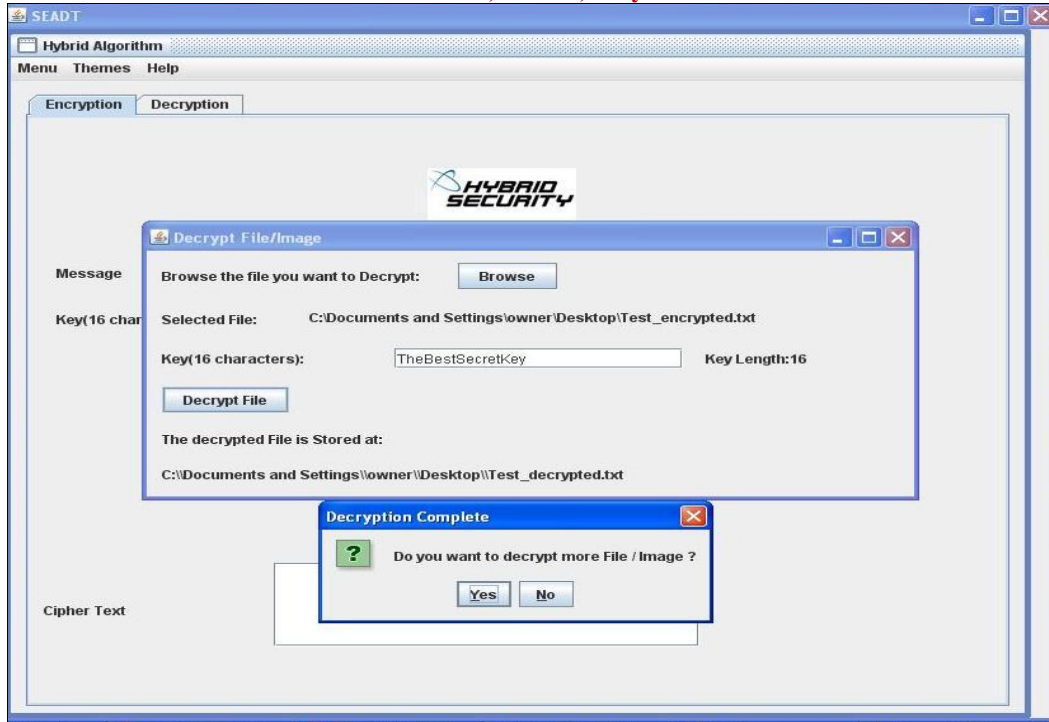 SEADT
Hybrid Algorithm
Menu Themes Help
Encryption Decryption
HYBRID
SECURITY
Decrypt File/Image
Message
Browse the file you want to Decrypt: Browse
Key(16 char
Selected File: C:\Documents and Settings\owner\Desktop\Test_encrypted.txt
Key(16 characters): TheBestSecretKey Key Length:16
Decrypt File
The decrypted File is Stored at:
C:\\Documents and Settings\\owner\\Desktop\\Test_decrypted.txt
Decryption Complete
? Do you want to decrypt more File / Image ?
Yes No
Cipher Text